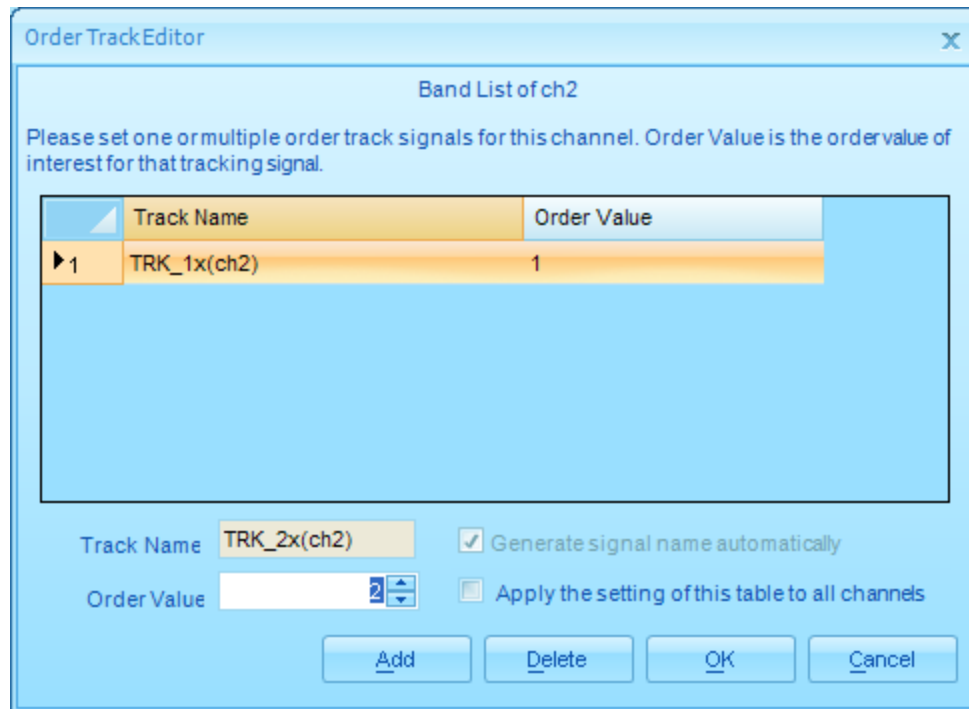 Order Track Editor
x
Band List of ch2
Please set one or multiple order track signals for this channel. Order Value is the order value of
interest for that tracking signal.
Track Name Order Value
1 TRK_1x(ch2) 1
Track Name TRK_2x(ch2) Generate signal name automatically
Order Value 2 Apply the setting of this table to all channels
Add Delete OK Cancel